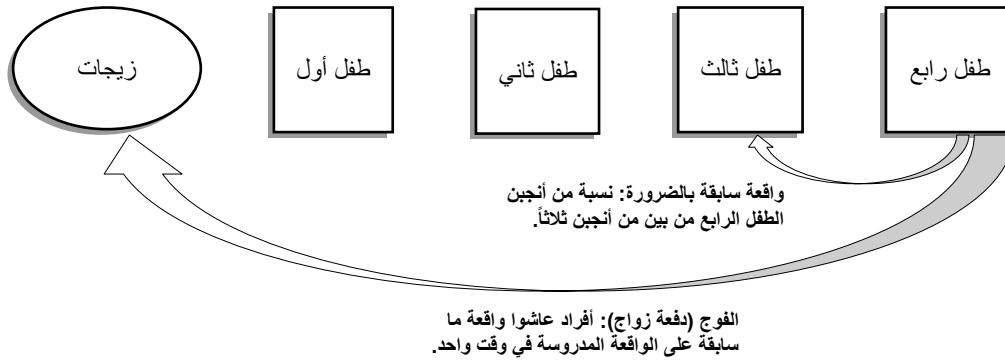 طفل رابع
طفل ثالث
طفل ثاني
طفل أول
زيجات
واقعة سابقة بالضرورة: نسبة من أنجبن
الطفل الرابع من بين من أنجبن ثلاثاً.
الفوج (دفعة زواج): أفراد عاشوا واقعة ما
سابقة على الواقعة المدروسة في وقت واحد.